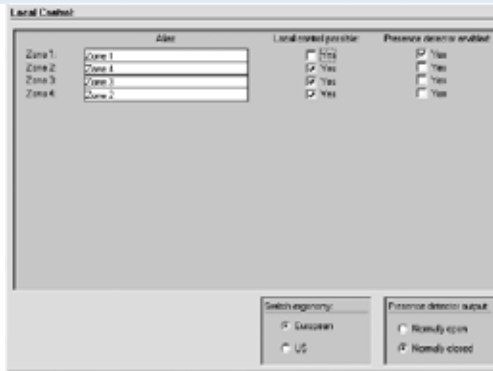 Local Control:
Alias: Local control possible: Presence detector enabled:
Zone 1: Zone 1 Yes Yes
Zone 2: Zone 4 Yes Yes
Zone 3: Zone 3 Yes Yes
Zone 4: Zone 2 Yes Yes
Switch ergonomy: Presence detector output:
European Normally open
US Normally closed